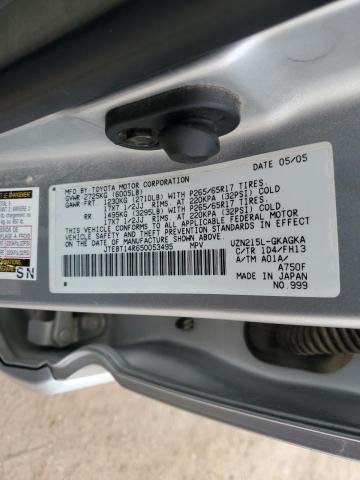 MFD BY TOYOTA MOTOR CORPORATION 05/05
GVWR 2725KG (6005LB)
GAWR FRT 1230KG (2710LB) WITH P265/65R17 TIRES,
17X7 1/2JJ RIMS, AT 220KPA (32PSI) COLD
RR 1495KG (3295LB) WITH P265/65R17 TIRES,
17X7 1/2JJ RIMS, AT 220KPA (32PSI) COLD
THIS VEHICLE CONFORMS TO ALL APPLICABLE FEDERAL MOTOR
VEHICLE SAFETY AND THEFT PREVENTION STANDARDS IN EFFECT
ON THE DATE OF MANUFACTURE SHOWN ABOVE.
JTEBT14R650053495 MPV
UZN215L-GKAGKA
C/TR 1D4/FH13
A/TM A01A/
A750F
MADE IN JAPAN
NO.999
SN